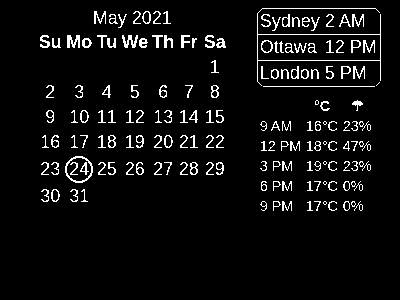 May 2021
Su Mo Tu We Th Fr Sa
1
2 3 4 5 6 7 8
9 10 11 12 13 14 15
16 17 18 19 20 21 22
23 24 25 26 27 28 29
30 31
Sydney 2 AM
Ottawa 12 PM
London 5 PM
°C ☂
9 AM 16°C 23%
12 PM 18°C 47%
3 PM 19°C 23%
6 PM 17°C 0%
9 PM 17°C 0%